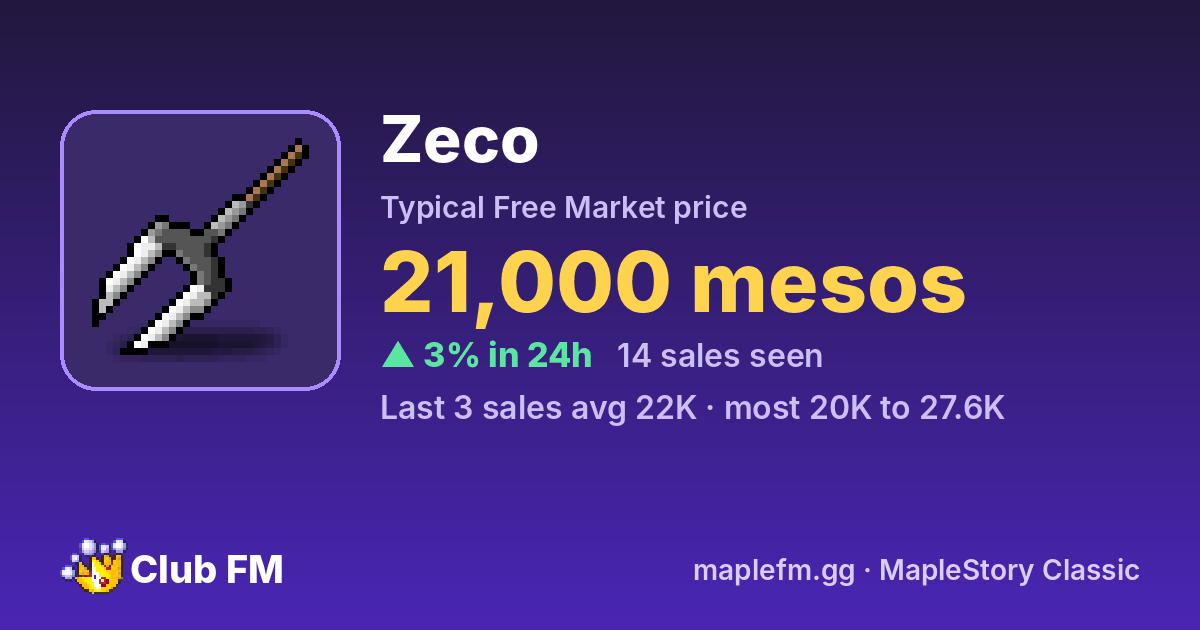 Zeco
Typical Free Market price
21,000 mesos
▲ 3% in 24h 14 sales seen
Last 3 sales avg 22K · most 20K to 27.6K
Club FM
maplefm.gg · MapleStory Classic